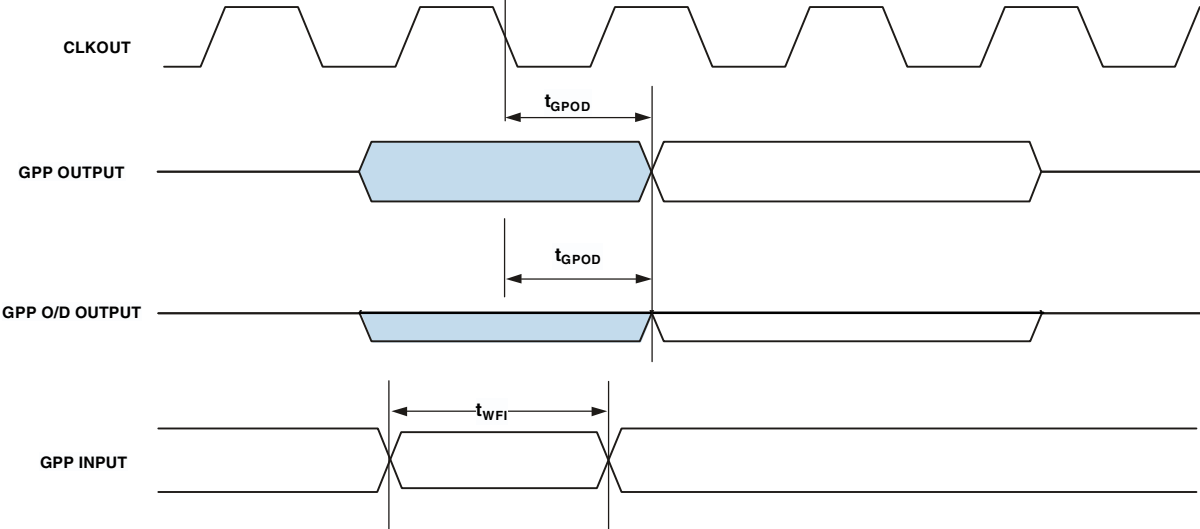 CLKOUT
tGPOD
GPP OUTPUT
tGPOD
GPP O/D OUTPUT
tWFI
GPP INPUT